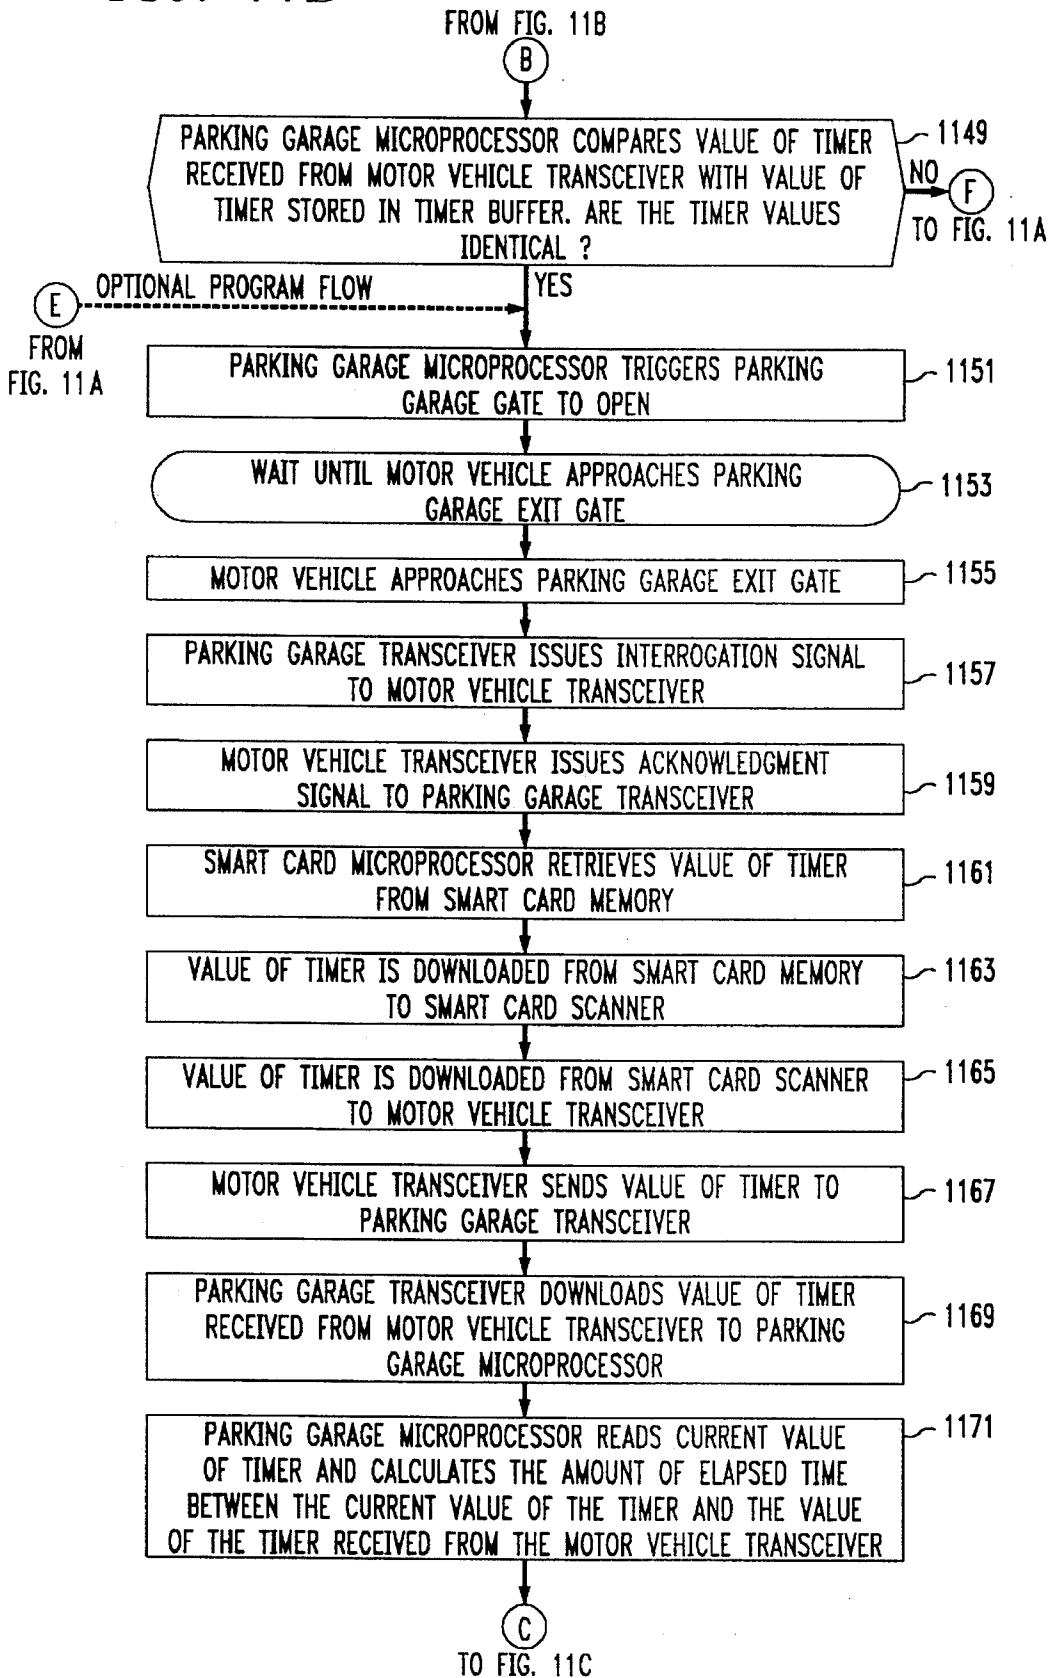 FROM FIG. 11B
B
PARKING GARAGE MICROPROCESSOR COMPARES VALUE OF TIMER
RECEIVED FROM MOTOR VEHICLE TRANSCEIVER WITH VALUE OF
TIMER STORED IN TIMER BUFFER. ARE THE TIMER VALUES
IDENTICAL ?
1149
NO
F
TO FIG. 11A
YES
OPTIONAL PROGRAM FLOW
E
FROM
FIG. 11A
PARKING GARAGE MICROPROCESSOR TRIGGERS PARKING
GARAGE GATE TO OPEN
1151
WAIT UNTIL MOTOR VEHICLE APPROACHES PARKING
GARAGE EXIT GATE
1153
MOTOR VEHICLE APPROACHES PARKING GARAGE EXIT GATE
1155
PARKING GARAGE TRANSCEIVER ISSUES INTERROGATION SIGNAL
TO MOTOR VEHICLE TRANSCEIVER
1157
MOTOR VEHICLE TRANSCEIVER ISSUES ACKNOWLEDGMENT
SIGNAL TO PARKING GARAGE TRANSCEIVER
1159
SMART CARD MICROPROCESSOR RETRIEVES VALUE OF TIMER
FROM SMART CARD MEMORY
1161
VALUE OF TIMER IS DOWNLOADED FROM SMART CARD MEMORY
TO SMART CARD SCANNER
1163
VALUE OF TIMER IS DOWNLOADED FROM SMART CARD SCANNER
TO MOTOR VEHICLE TRANSCEIVER
1165
MOTOR VEHICLE TRANSCEIVER SENDS VALUE OF TIMER TO
PARKING GARAGE TRANSCEIVER
1167
PARKING GARAGE TRANSCEIVER DOWNLOADS VALUE OF TIMER
RECEIVED FROM MOTOR VEHICLE TRANSCEIVER TO PARKING
GARAGE MICROPROCESSOR
1169
PARKING GARAGE MICROPROCESSOR READS CURRENT VALUE
OF TIMER AND CALCULATES THE AMOUNT OF ELAPSED TIME
BETWEEN THE CURRENT VALUE OF THE TIMER AND THE VALUE
OF THE TIMER RECEIVED FROM THE MOTOR VEHICLE TRANSCEIVER
1171
C
TO FIG. 11C